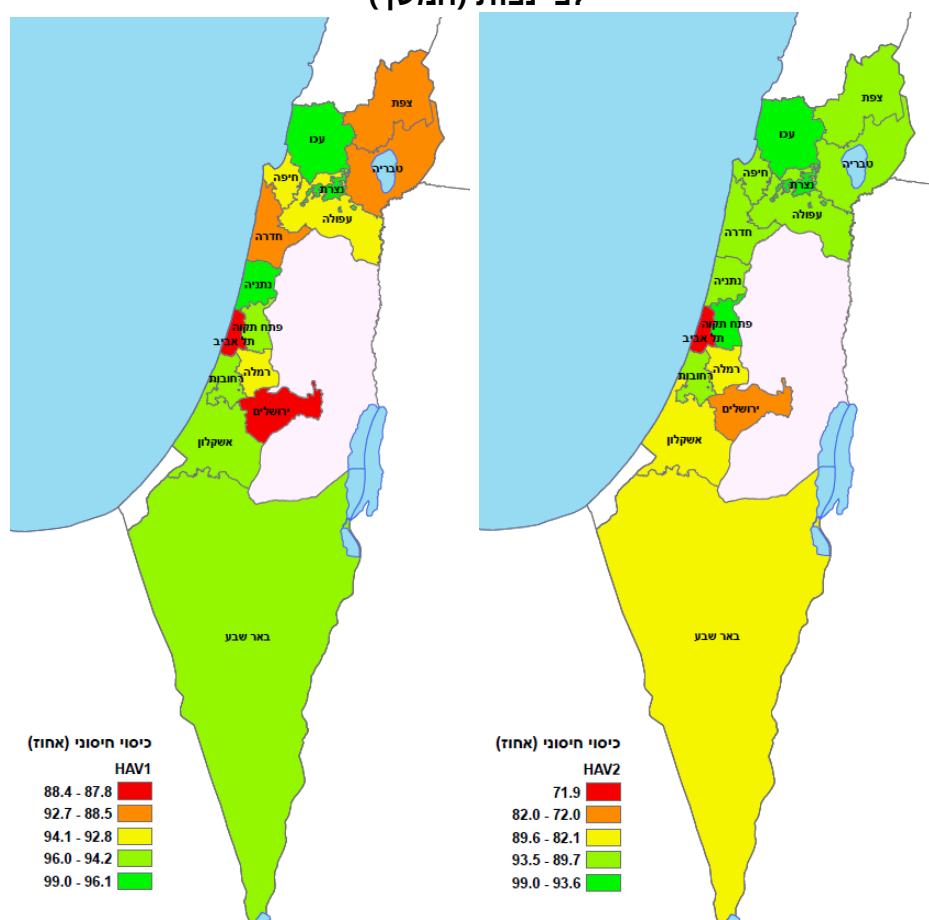 לפי נפות (המשך)
צפת
עכו
טבריה
חיפה
נצרת
עפולה
חדרה
נתניה
פתח תקוה
תל אביב
רמלה
רחובות
ירושלים
אשקלון
באר שבע
כיסוי חיסוני (אחוז)
HAV1
88.4 - 87.8
92.7 - 88.5
94.1 - 92.8
96.0 - 94.2
99.0 - 96.1
צפת
עכו
טבריה
חיפה
נצרת
עפולה
חדרה
נתניה
פתח תקוה
תל אביב
רמלה
רחובות
ירושלים
אשקלון
באר שבע
כיסוי חיסוני (אחוז)
HAV2
71.9
82.0 - 72.0
89.6 - 82.1
93.5 - 89.7
99.0 - 93.6